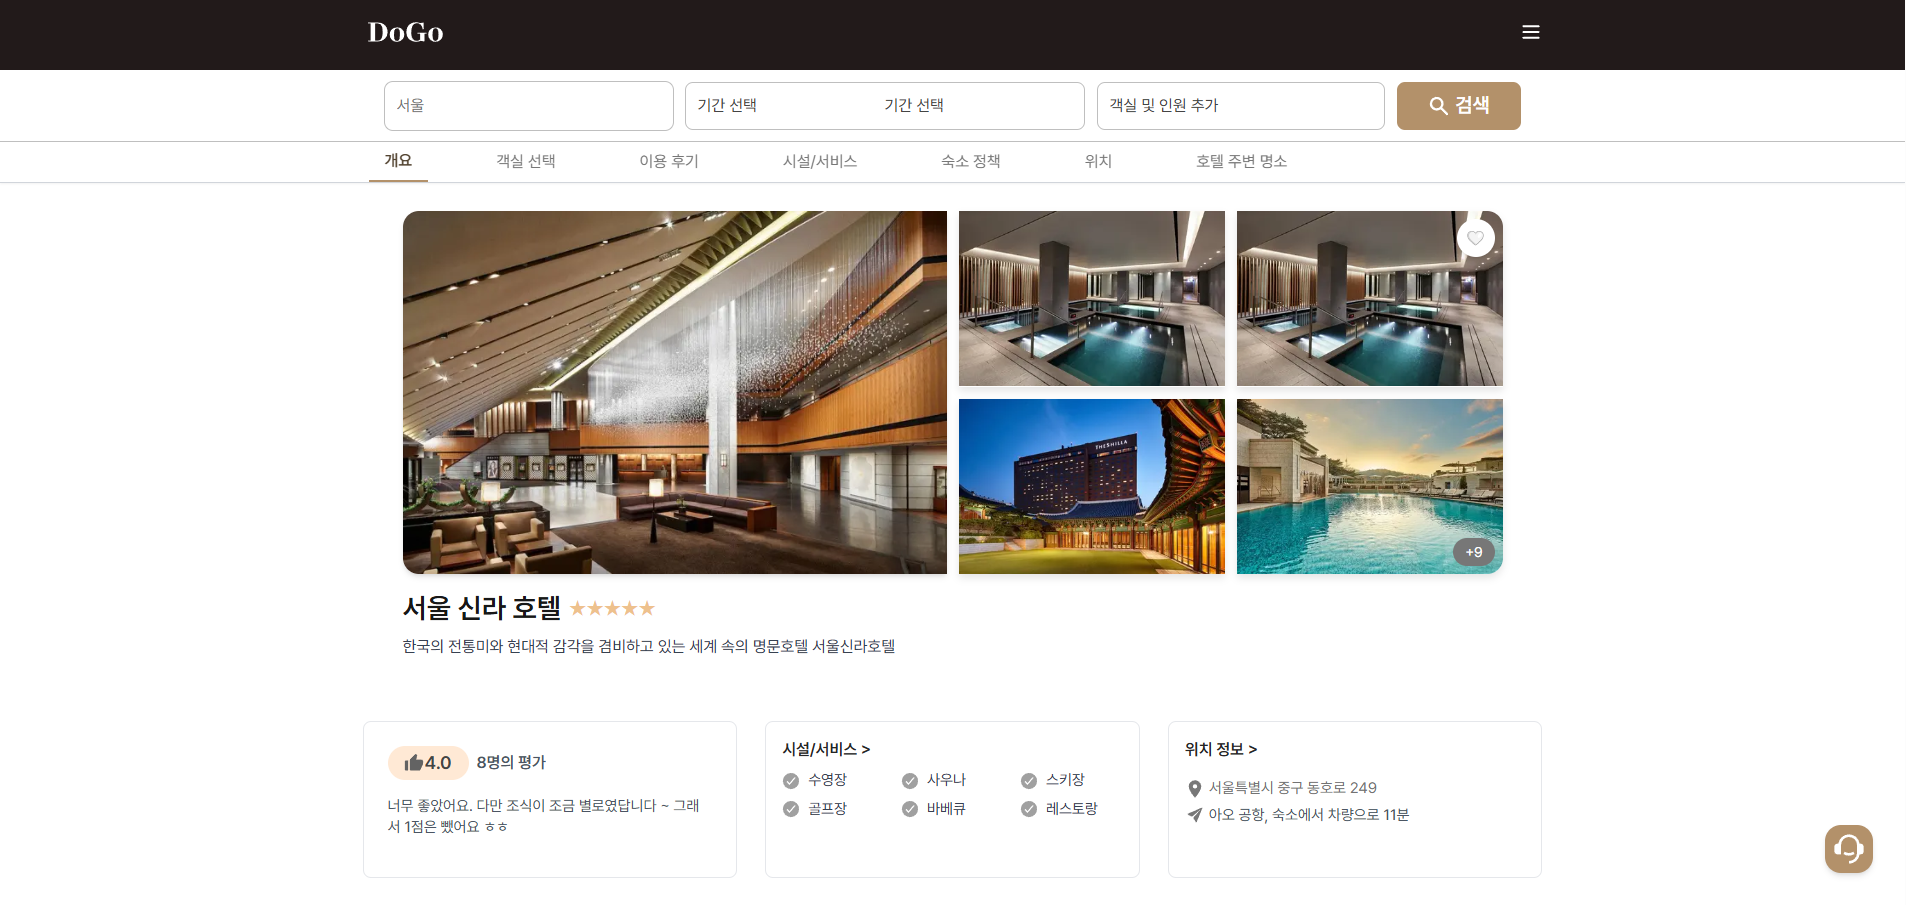 DoGo
서울
기간 선택
기간 선택
객실 및 인원 추가
검색
개요
객실 선택
이용 후기
시설/서비스
숙소 정책
위치
호텔 주변 명소
THE SHILLA
+9
서울 신라 호텔 ★★★★★
한국의 전통미와 현대적 감각을 겸비하고 있는 세계 속의 명문호텔 서울신라호텔
4.0 8명의 평가
너무 좋았어요. 다만 조식이 조금 별로였답니다 ~ 그래
서 1점은 뺐어요 ㅎㅎ
시설/서비스 >
수영장
사우나
스키장
골프장
바베큐
레스토랑
위치 정보 >
서울특별시 중구 동호로 249
아오 공항, 숙소에서 차량으로 11분